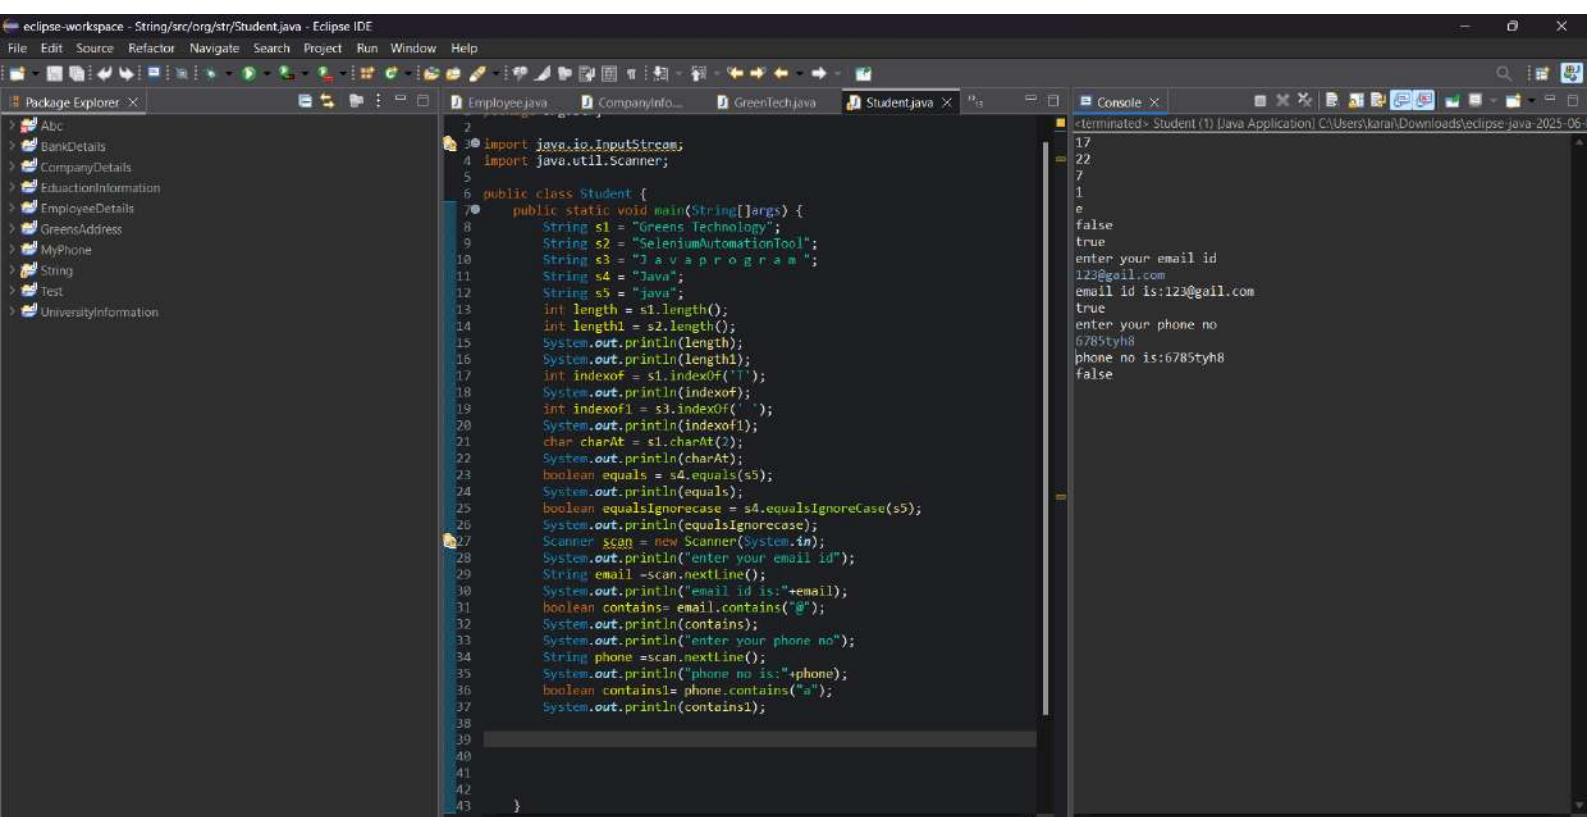 eclipse-workspace - String/src/org/str/Student.java - Eclipse IDE
File Edit Source Refactor Navigate Search Project Run Window Help
Package Explorer
Abc
BankDetails
CompanyDetails
EduactionInformation
EmployeeDetails
GreensAddress
MyPhone
String
Test
UniversityInformation
Employee.java CompanyInfo... GreenTech.java Student.java
2
3 import java.io.InputStream;
4 import java.util.Scanner;
5
6 public class Student {
7 public static void main(String[]args) {
8 String s1 = "Greens Technology";
9 String s2 = "SeleniumAutomationTool";
10 String s3 = "J a v a p r o g r a m ";
11 String s4 = "Java";
12 String s5 = "java";
13 int length = s1.length();
14 int length1 = s2.length();
15 System.out.println(length);
16 System.out.println(length1);
17 int indexof = s1.indexOf('T');
18 System.out.println(indexof);
19 int indexof1 = s3.indexOf(' ');
20 System.out.println(indexof1);
21 char charAt = s1.charAt(2);
22 System.out.println(charAt);
23 boolean equals = s4.equals(s5);
24 System.out.println(equals);
25 boolean equalsIgnorecase = s4.equalsIgnoreCase(s5);
26 System.out.println(equalsIgnorecase);
27 Scanner scan = new Scanner(System.in);
28 System.out.println("enter your email id");
29 String email =scan.nextLine();
30 System.out.println("email id is:"+email);
31 boolean contains= email.contains("@");
32 System.out.println(contains);
33 System.out.println("enter your phone no");
34 String phone =scan.nextLine();
35 System.out.println("phone no is:"+phone);
36 boolean contains1= phone.contains("a");
37 System.out.println(contains1);
38
39
40
41
42
43 }
Console
<terminated> Student (1) [Java Application] C:\Users\karai\Downloads\eclipse-java-2025-06-
17
22
7
1
e
false
true
enter your email id
123@gail.com
email id is:123@gail.com
true
enter your phone no
6785tyh8
phone no is:6785tyh8
false